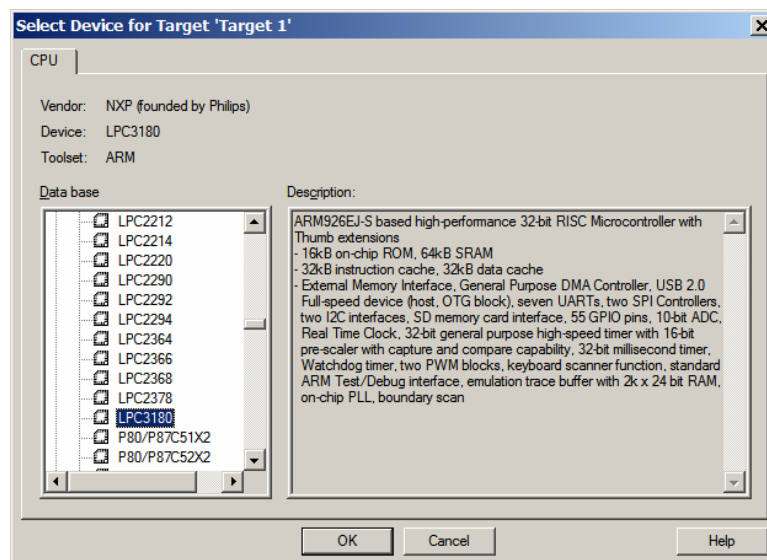 Select Device for Target 'Target 1'
CPU
Vendor: NXP (founded by Philips)
Device: LPC3180
Toolset: ARM
Data base
Description:
LPC2212
LPC2214
LPC2220
LPC2290
LPC2292
LPC2294
LPC2364
LPC2366
LPC2368
LPC2378
LPC3180
P80/P87C51X2
P80/P87C52X2
ARM926EJ-S based high-performance 32-bit RISC Microcontroller with
Thumb extensions
- 16kB on-chip ROM, 64kB SRAM
- 32kB instruction cache, 32kB data cache
- External Memory Interface, General Purpose DMA Controller, USB 2.0
Full-speed device (host, OTG block), seven UARTs, two SPI Controllers,
two I2C interfaces, SD memory card interface, 55 GPIO pins, 10-bit ADC,
Real Time Clock, 32-bit general purpose high-speed timer with 16-bit
pre-scaler with capture and compare capability, 32-bit millisecond timer,
Watchdog timer, two PWM blocks, keyboard scanner function, standard
ARM Test/Debug interface, emulation trace buffer with 2k x 24 bit RAM,
on-chip PLL, boundary scan
OK
Cancel
Help